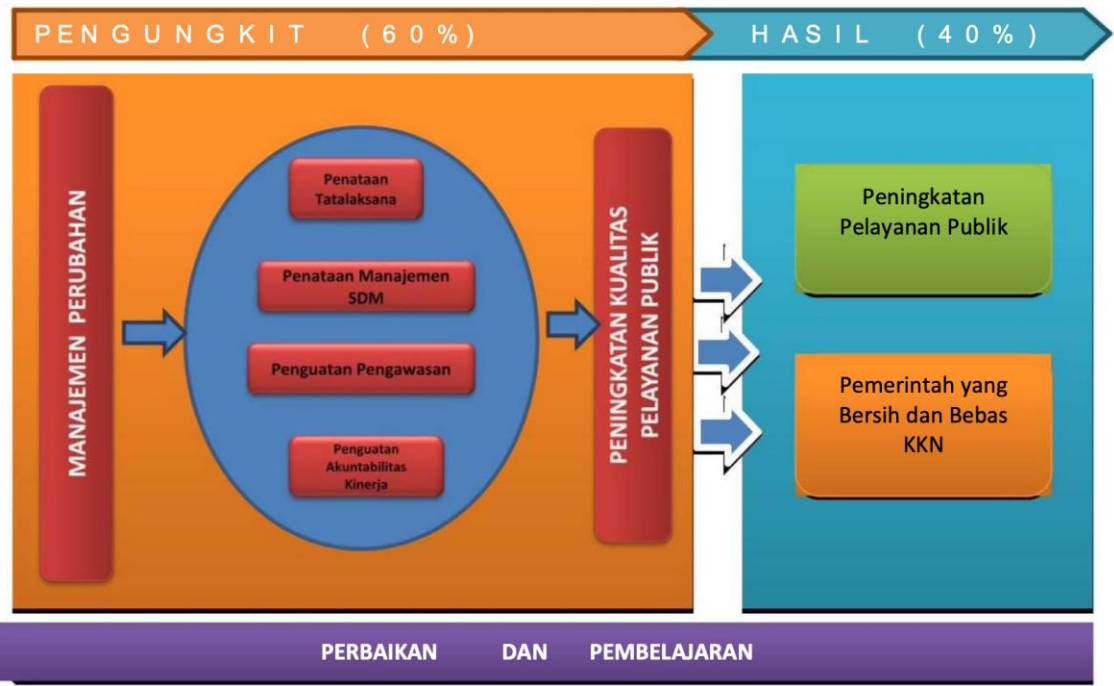 PENGUNGKIT (60%)
HASIL (40%)
MANAJEMEN PERUBAHAN
Penataan
Tatalaksana
Penataan Manajemen
SDM
Penguatan Pengawasan
Penguatan
Akuntabilitas
Kinerja
PENINGKATAN KUALITAS
PELAYANAN PUBLIK
Peningkatan
Pelayanan Publik
Pemerintah yang
Bersih dan Bebas
KKN
PERBAIKAN DAN PEMBELAJARAN